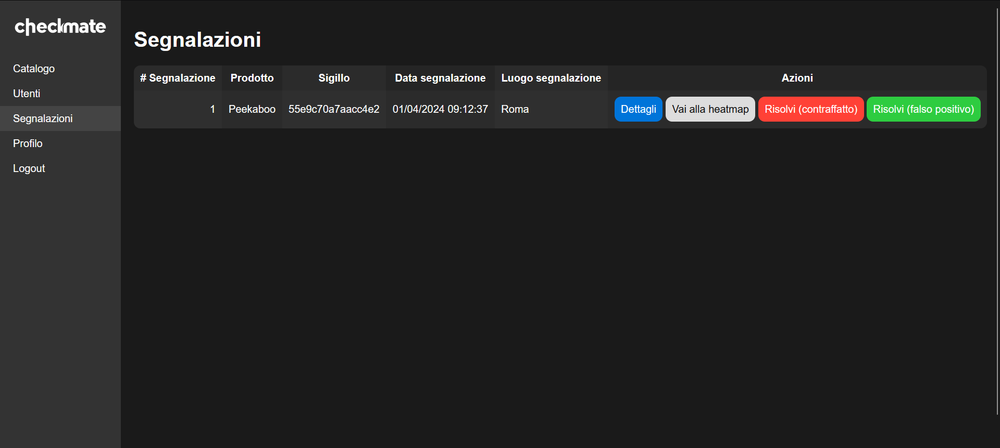 checkmate
Catalogo
Utenti
Segnalazioni
Profilo
Logout
Segnalazioni
# Segnalazione Prodotto Sigillo Data segnalazione Luogo segnalazione Azioni
1 Peekaboo 55e9c70a7aacc4e2 01/04/2024 09:12:37 Roma Dettagli Vai alla heatmap Risolvi (contraffatto) Risolvi (falso positivo)